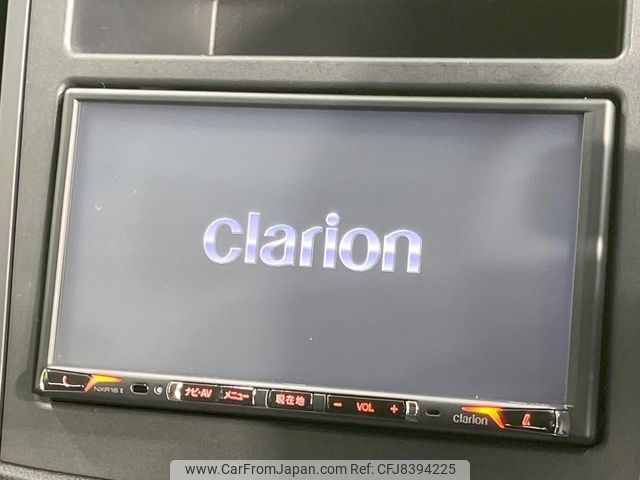 clarion
NXR16 II
ナビ・AV メニュー 現在地 − VOL +
clarion
www.CarFromJapan.com ID:CFJ8394225